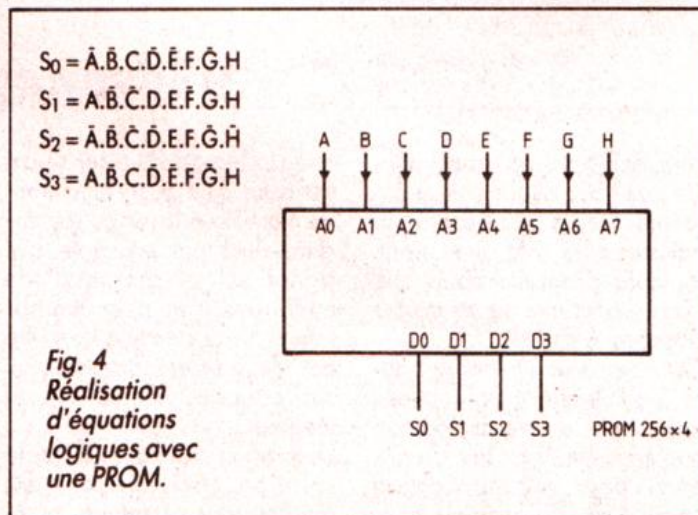 S0 = Ā.B̄.C.D̄.Ē.F.Ḡ.H
S1 = A.B̄.C̄.D.E.F̄.G.H
S2 = Ā.B̄.C.D.E.F.Ḡ.H̄
S3 = A.B̄.C.D̄.Ē.F.Ḡ.H
A B C D E F G H
A0 A1 A2 A3 A4 A5 A6 A7
D0 D1 D2 D3
S0 S1 S2 S3 PROM 256×4
Fig. 4
Réalisation
d'équations
logiques avec
une PROM.